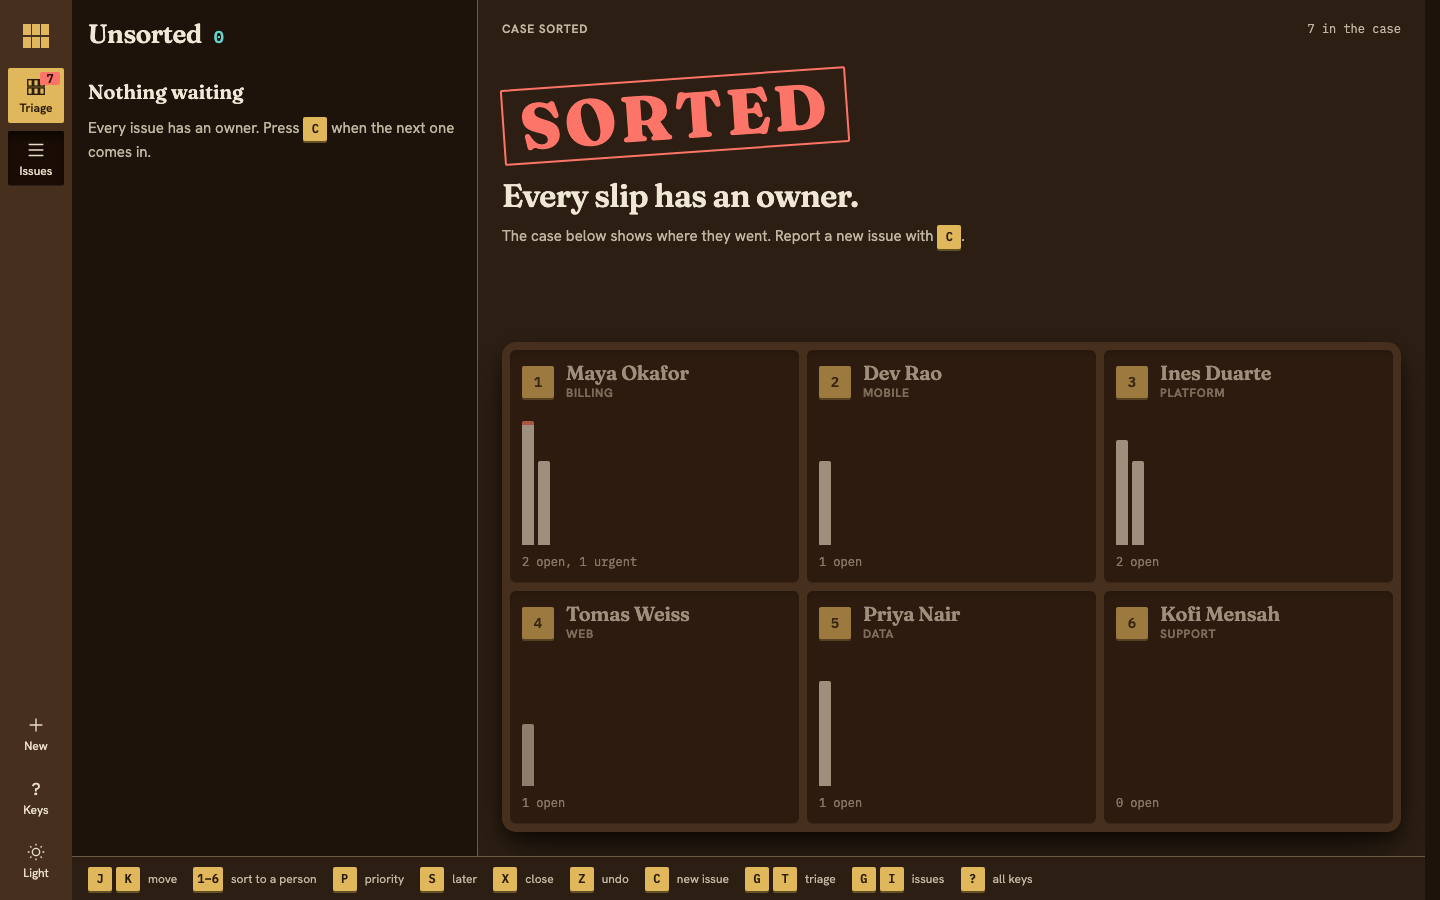 7
Triage
Issues
New
?
Keys
Light
Unsorted 0
Nothing waiting
Every issue has an owner. Press C when the next one
comes in.
CASE SORTED
7 in the case
SORTED
Every slip has an owner.
The case below shows where they went. Report a new issue with C.
1 Maya Okafor
BILLING
2 open, 1 urgent
2 Dev Rao
MOBILE
1 open
3 Ines Duarte
PLATFORM
2 open
4 Tomas Weiss
WEB
1 open
5 Priya Nair
DATA
1 open
6 Kofi Mensah
SUPPORT
0 open
J K move 1–6 sort to a person P priority S later X close Z undo C new issue G T triage G I issues ? all keys